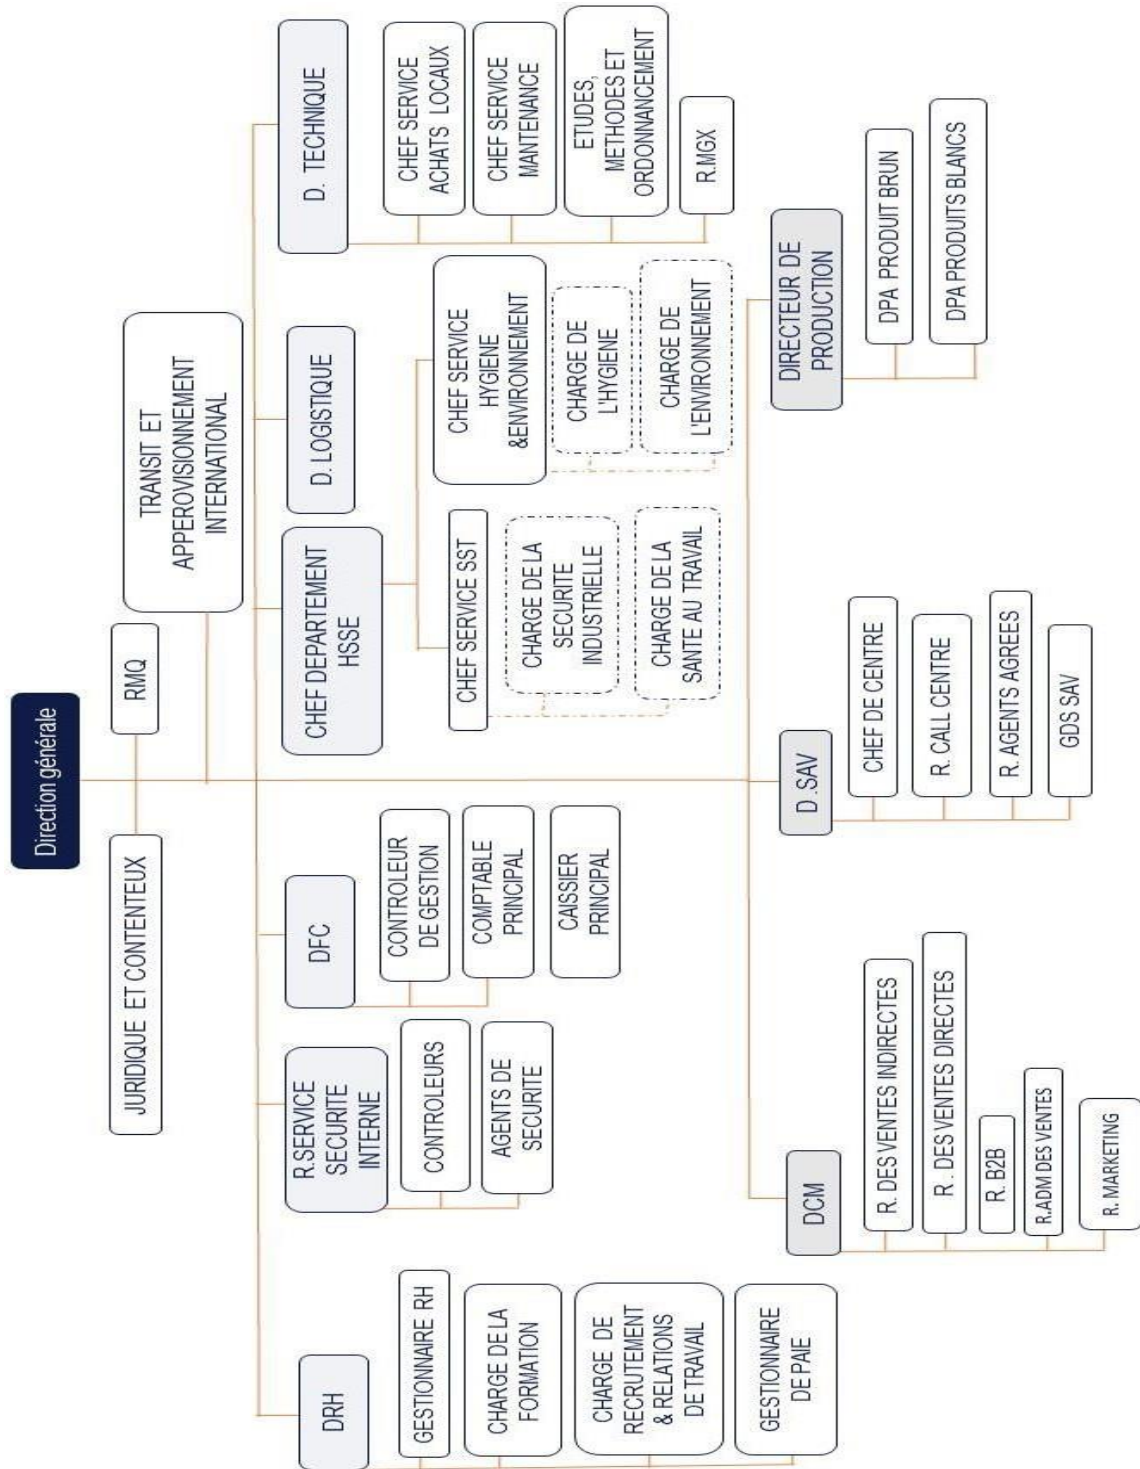 Direction générale
JURIDIQUE ET CONTENTEUX
RMQ
TRANSIT ET
APPEROVISIONNEMENT
INTERNATIONAL
DRH
GESTIONNAIRE RH
CHARGE DE LA
FORMATION
CHARGE DE
RECRUTEMENT
& RELATIONS
DE TRAVAIL
GESTIONNAIRE
DE PAIE
R.SERVICE
SECURITE
INTERNE
CONTROLEURS
AGENTS DE
SECURITE
DFC
CONTROLEUR
DE GESTION
COMPTABLE
PRINCIPAL
CAISSIER
PRINCIPAL
CHEF DEPARTEMENT
HSSE
CHEF SERVICE SST
CHARGE DE LA
SECURITE
INDUSTRIELLE
CHARGE DE LA
SANTE AU TRAVAIL
CHEF SERVICE
HYGIENE
&ENVIRONNEMENT
CHARGE DE
L'HYGIENE
CHARGE DE
L'ENVIRONNEMENT
D. LOGISTIQUE
D. TECHNIQUE
CHEF SERVICE
ACHATS LOCAUX
CHEF SERVICE
MANTENANCE
ETUDES,
METHODES ET
ORDONNANCEMENT
R.MGX
DCM
R. DES VENTES INDIRECTES
R. DES VENTES DIRECTES
R. B2B
R.ADM DES VENTES
R. MARKETING
D .SAV
CHEF DE CENTRE
R. CALL CENTRE
R. AGENTS AGREES
GDS SAV
DIRECTEUR DE
PRODUCTION
DPA PRODUIT BRUN
DPA PRODUITS BLANCS